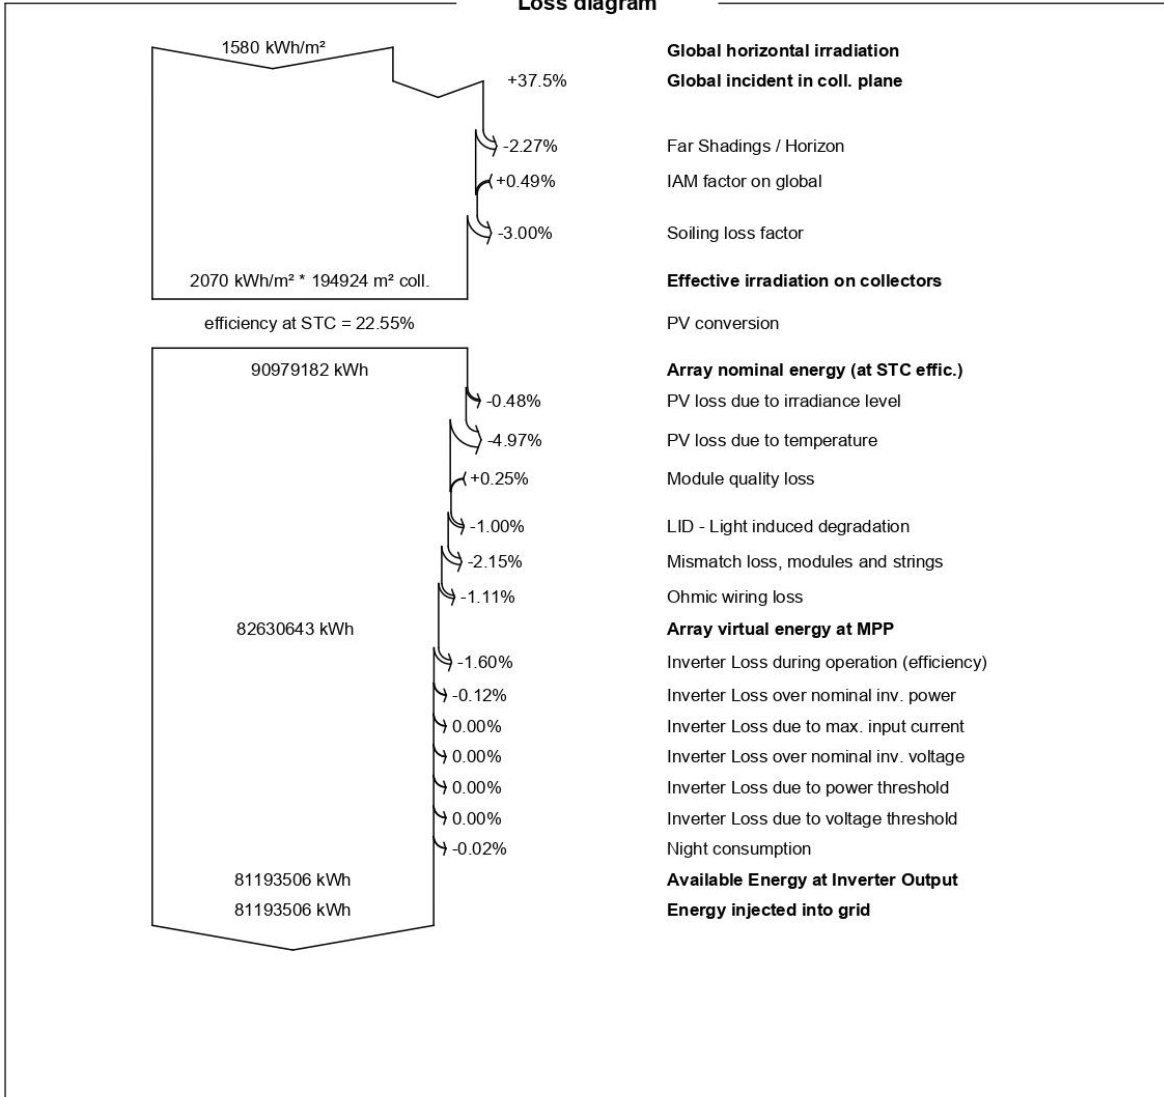 Loss diagram
1580 kWh/m² Global horizontal irradiation
+37.5% Global incident in coll. plane
-2.27% Far Shadings / Horizon
+0.49% IAM factor on global
-3.00% Soiling loss factor
2070 kWh/m² * 194924 m² coll. Effective irradiation on collectors
efficiency at STC = 22.55% PV conversion
90979182 kWh Array nominal energy (at STC effic.)
-0.48% PV loss due to irradiance level
-4.97% PV loss due to temperature
+0.25% Module quality loss
-1.00% LID - Light induced degradation
-2.15% Mismatch loss, modules and strings
-1.11% Ohmic wiring loss
82630643 kWh Array virtual energy at MPP
-1.60% Inverter Loss during operation (efficiency)
-0.12% Inverter Loss over nominal inv. power
0.00% Inverter Loss due to max. input current
0.00% Inverter Loss over nominal inv. voltage
0.00% Inverter Loss due to power threshold
0.00% Inverter Loss due to voltage threshold
-0.02% Night consumption
81193506 kWh Available Energy at Inverter Output
81193506 kWh Energy injected into grid